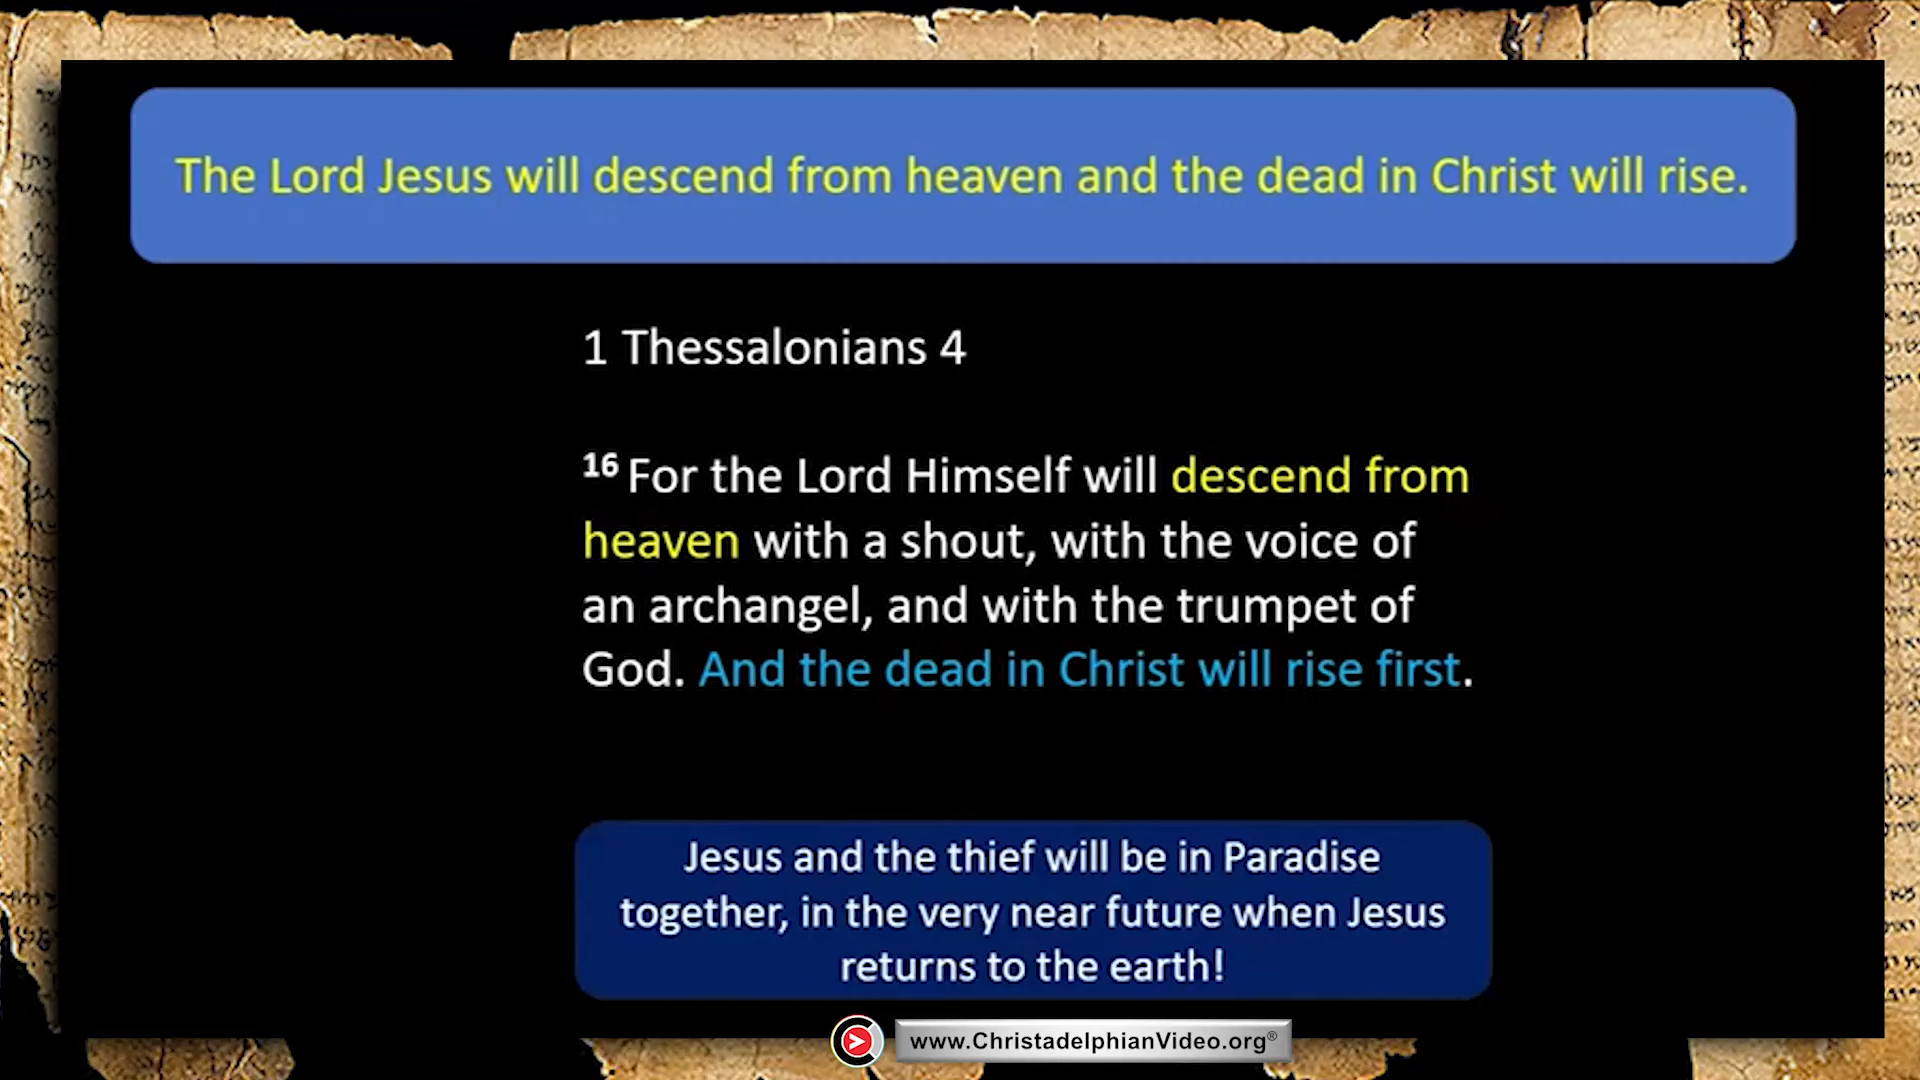 The Lord Jesus will descend from heaven and the dead in Christ will rise.
1 Thessalonians 4
16 For the Lord Himself will descend from
heaven with a shout, with the voice of
an archangel, and with the trumpet of
God. And the dead in Christ will rise first.
Jesus and the thief will be in Paradise
together, in the very near future when Jesus
returns to the earth!
www.ChristadelphianVideo.org®